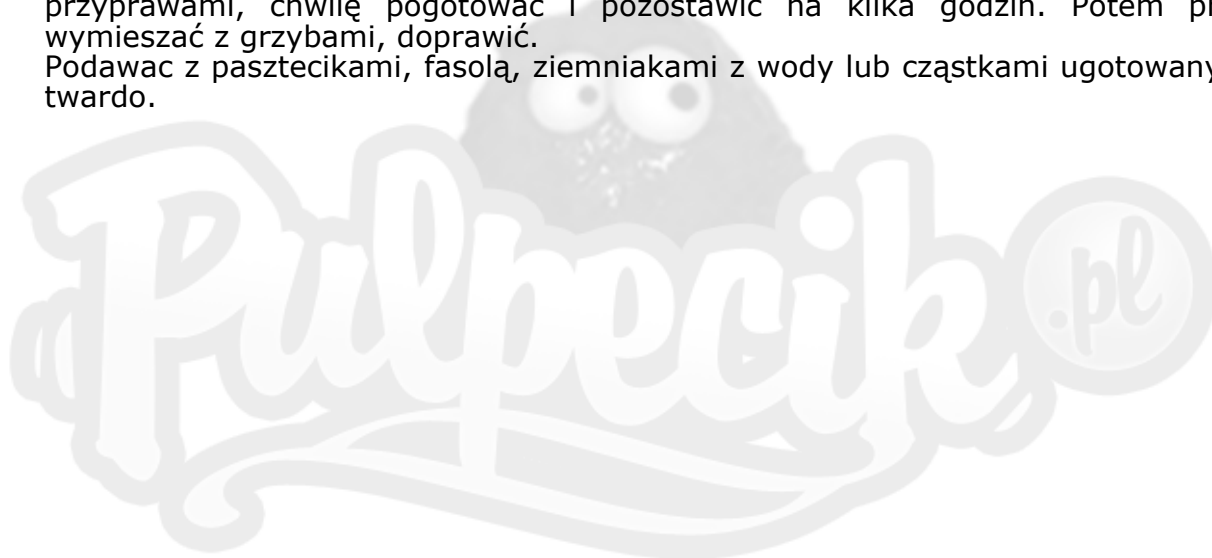 przyprawami, chwilę pogotować i pozostawić na kilka godzin. Potem
wymieszać z grzybami, doprawić.
Podawac z pasztecikami, fasolą, ziemniakami z wody lub cząstkami
twardo.
Pulpecik.pl